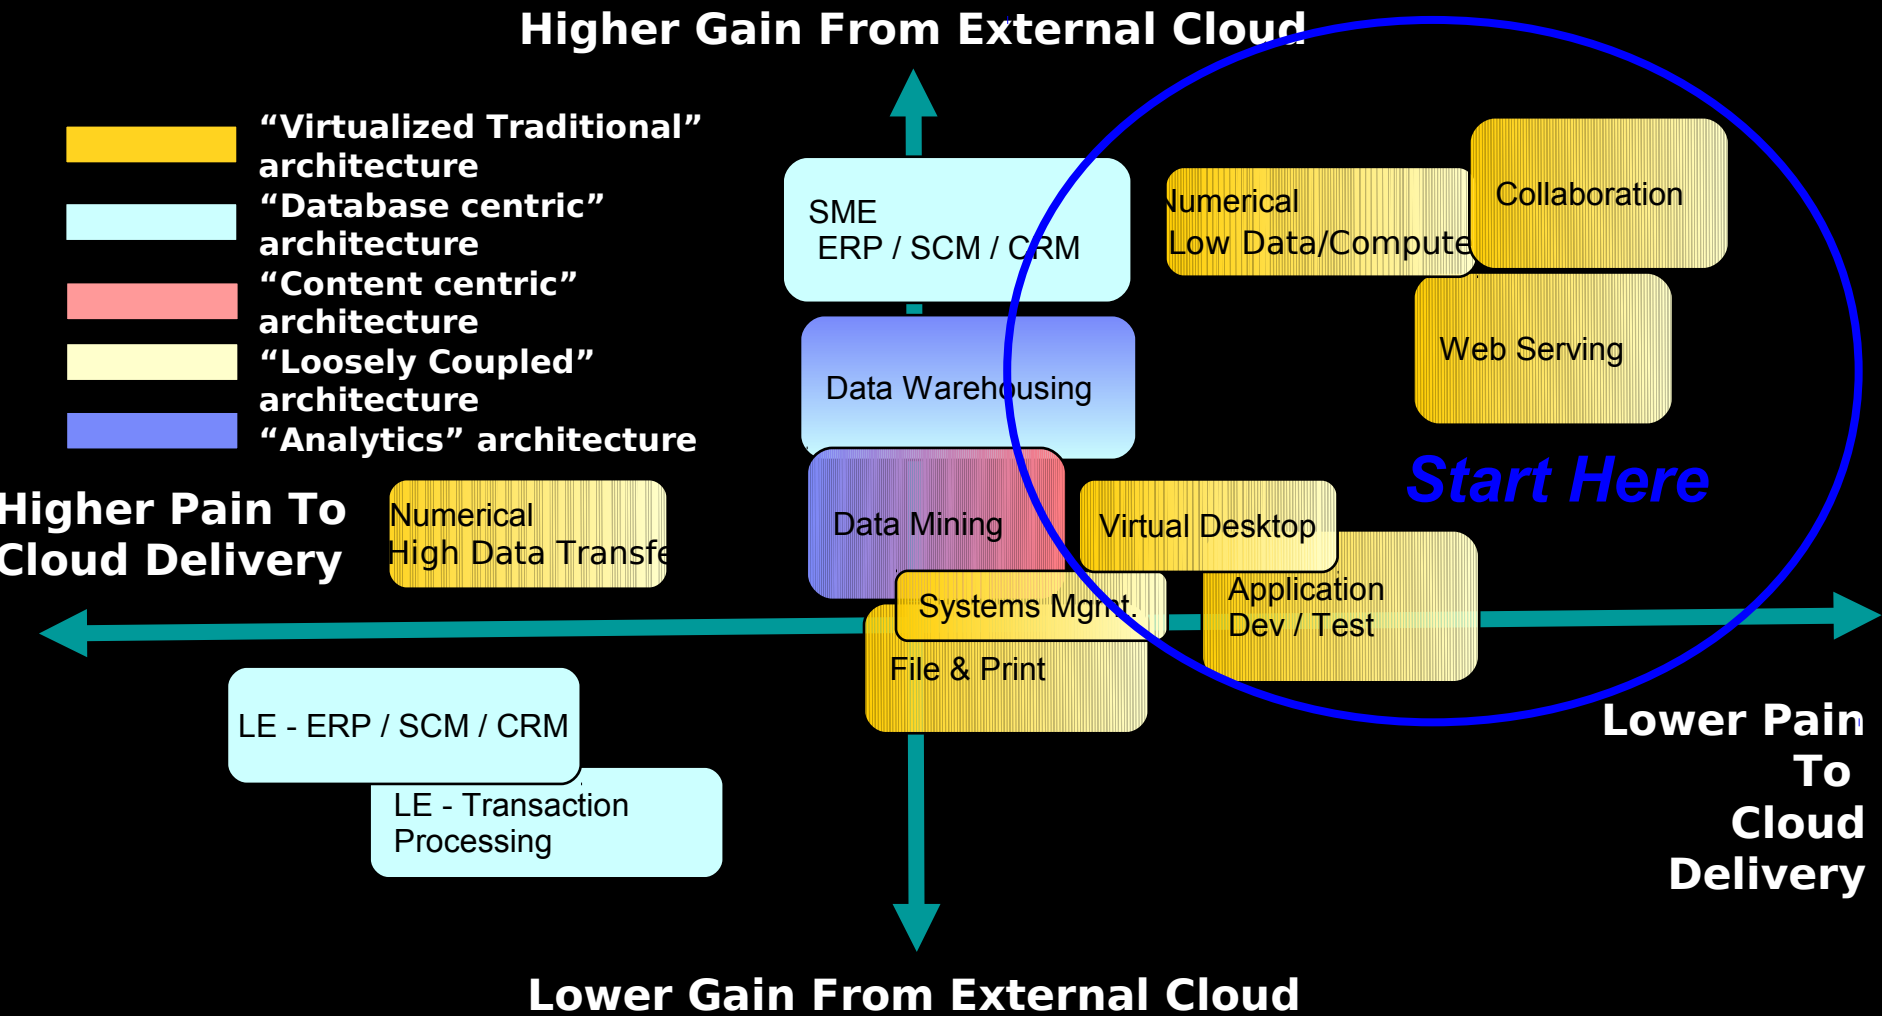 Higher Gain From External Cloud
“Virtualized Traditional”
architecture
“Database centric”
architecture
“Content centric”
architecture
“Loosely Coupled”
architecture
“Analytics” architecture
SME
ERP / SCM / CRM
Numerical
Low Data/Compute
Collaboration
Data Warehousing
Web Serving
Start Here
Higher Pain To
Cloud Delivery
Numerical
High Data Transfe
Data Mining
Virtual Desktop
Systems Mgmt.
Application
Dev / Test
File & Print
LE - ERP / SCM / CRM
LE - Transaction
Processing
Lower Pain
To
Cloud
Delivery
Lower Gain From External Cloud